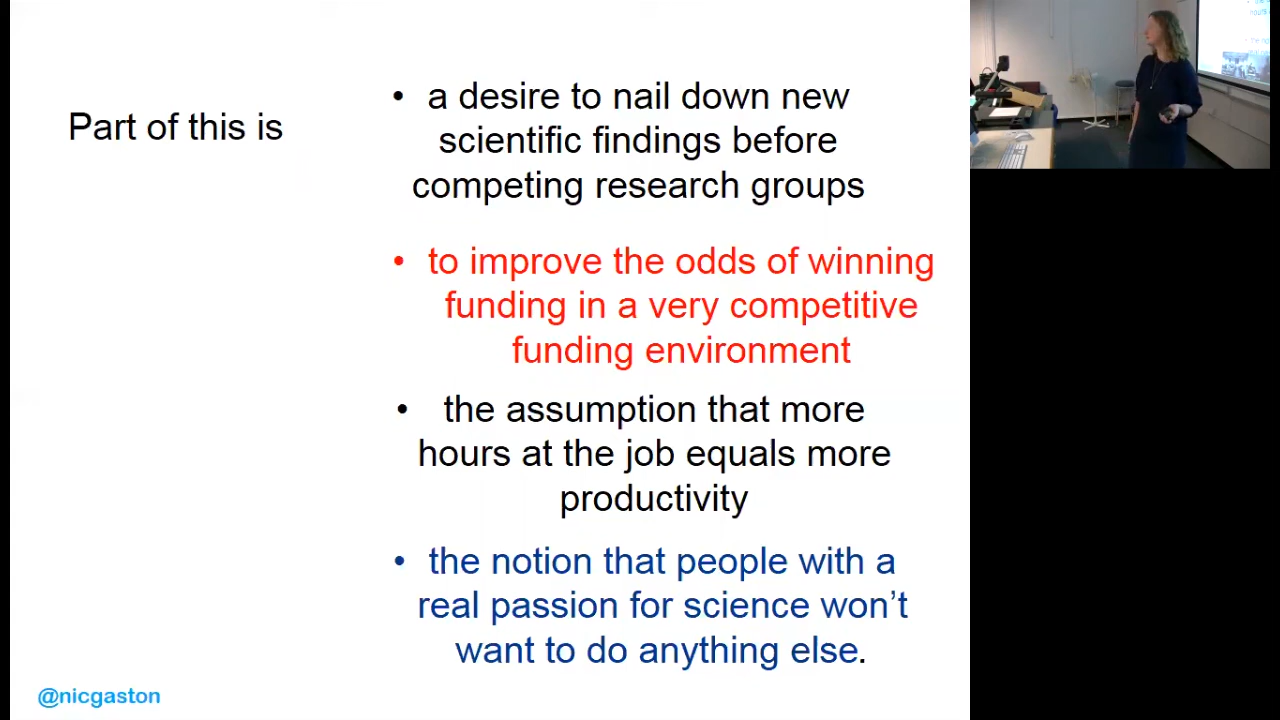 Part of this is
• a desire to nail down new
scientific findings before
competing research groups
• to improve the odds of winning
funding in a very competitive
funding environment
• the assumption that more
hours at the job equals more
productivity
• the notion that people with a
real passion for science won’t
want to do anything else.
@nicgaston